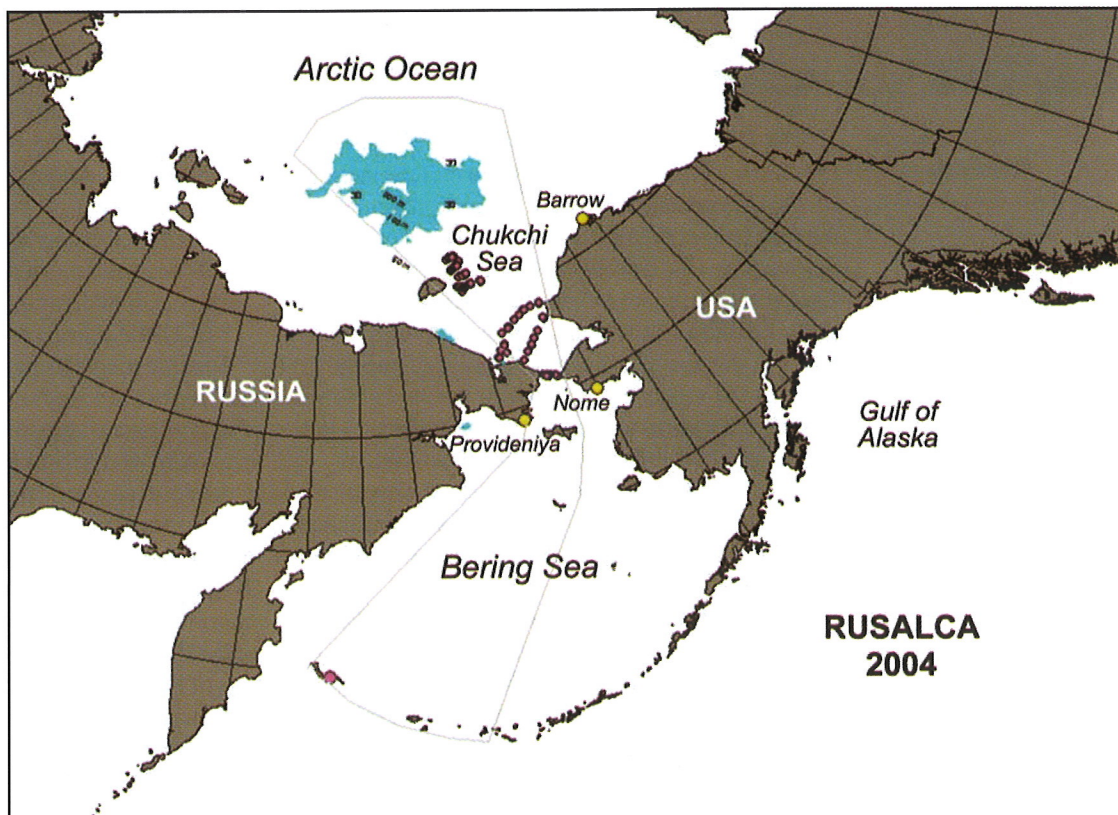 Arctic Ocean
Barrow
Chukchi
Sea
USA
RUSSIA
Nome
Provideniya
Gulf of
Alaska
Bering Sea
RUSALCA
2004